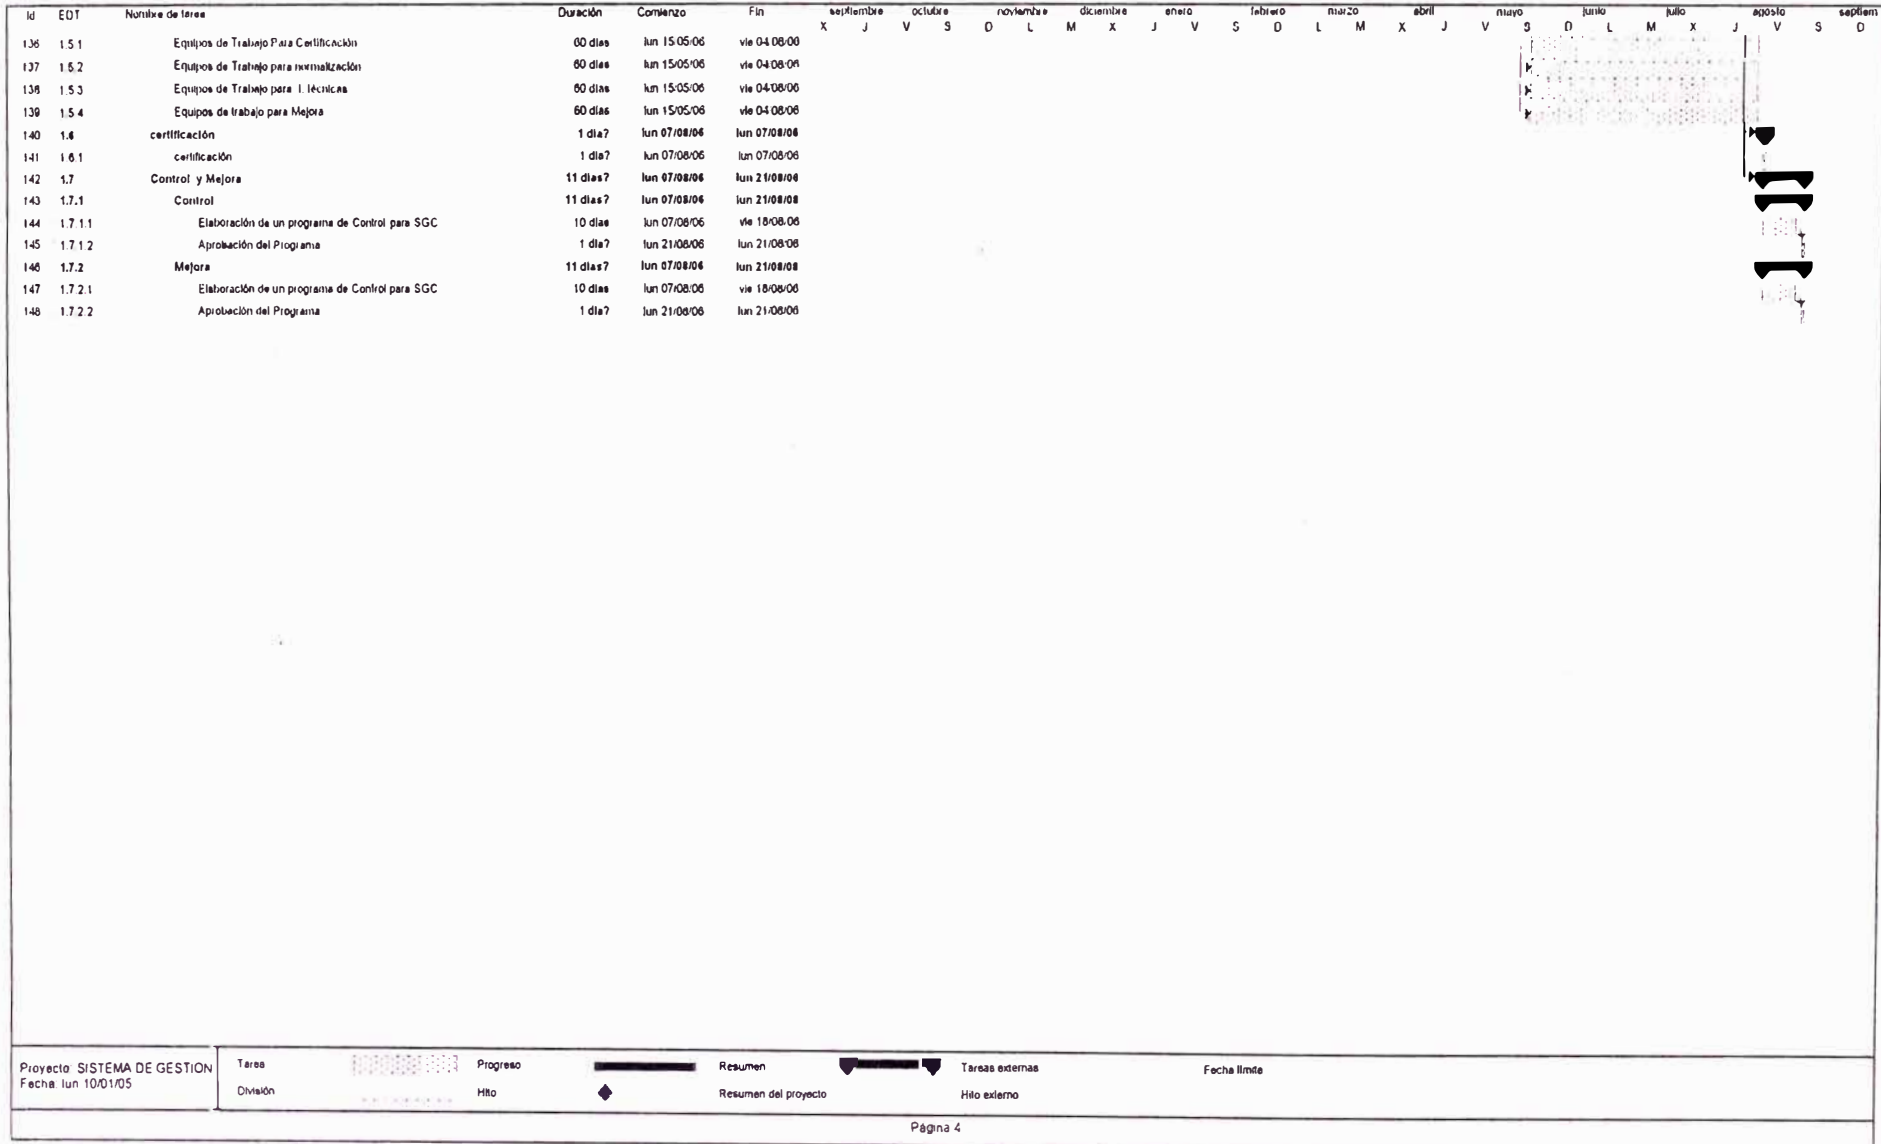 Id EDT Nombre de tarea Duración Comienzo Fin septiembre octubre noviembre diciembre enero febrero marzo abril mayo junio julio agosto septiem
X J V S D L M X J V S D L M X J V S D L M X J V S D
136 1.5.1 Equipos de Trabajo Para Certificación 60 días lun 15/05/06 vie 04/08/06
137 1.5.2 Equipos de Trabajo para normalización 60 días lun 15/05/06 vie 04/08/06
138 1.5.3 Equipos de Trabajo para I. técnicas 60 días lun 15/05/06 vie 04/08/06
139 1.5.4 Equipos de trabajo para Mejora 60 días lun 15/05/06 vie 04/08/06
140 1.6 certificación 1 día? lun 07/08/06 lun 07/08/06
141 1.6.1 certificación 1 día? lun 07/08/06 lun 07/08/06
142 1.7 Control y Mejora 11 días? lun 07/08/06 lun 21/08/06
143 1.7.1 Control 11 días? lun 07/08/06 lun 21/08/06
144 1.7.1.1 Elaboración de un programa de Control para SGC 10 días lun 07/08/06 vie 18/08/06
145 1.7.1.2 Aprobación del Programa 1 día? lun 21/08/06 lun 21/08/06
146 1.7.2 Mejora 11 días? lun 07/08/06 lun 21/08/06
147 1.7.2.1 Elaboración de un programa de Control para SGC 10 días lun 07/08/06 vie 18/08/06
148 1.7.2.2 Aprobación del Programa 1 día? lun 21/08/06 lun 21/08/06
Proyecto: SISTEMA DE GESTION
Fecha: lun 10/01/05
Tarea Progreso Resumen Tareas externas Fecha límite
División Hito Resumen del proyecto Hito externo
Página 4